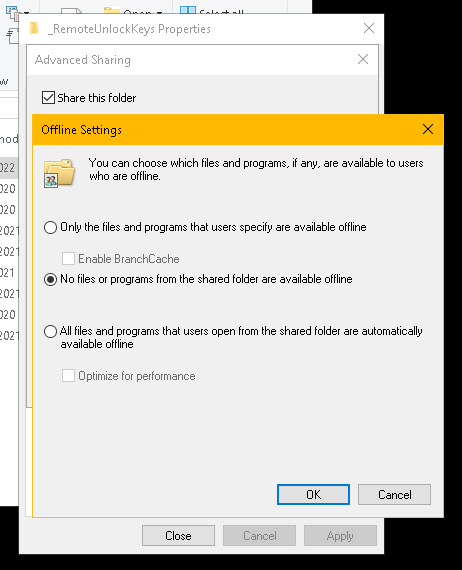 Open
Select all
_RemoteUnlockKeys Properties
Advanced Sharing
Share this folder
Offline Settings
You can choose which files and programs, if any, are available to users
who are offline.
Only the files and programs that users specify are available offline
Enable BranchCache
No files or programs from the shared folder are available offline
All files and programs that users open from the shared folder are automatically
available offline
Optimize for performance
OK
Cancel
Close
Cancel
Apply
w
nod
022
020
020
2021
021
2021
020
2021